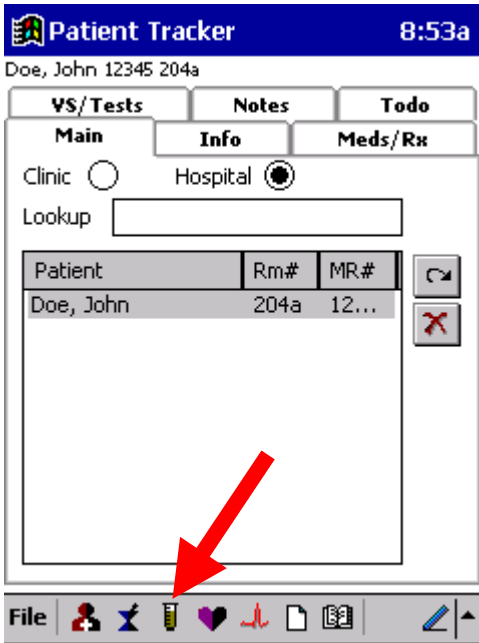 Patient Tracker 8:53a
Doe, John 12345 204a
VS/Tests Notes Todo
Main Info Meds/Rx
Clinic Hospital
Lookup
Patient Rm# MR#
Doe, John 204a 12...
File